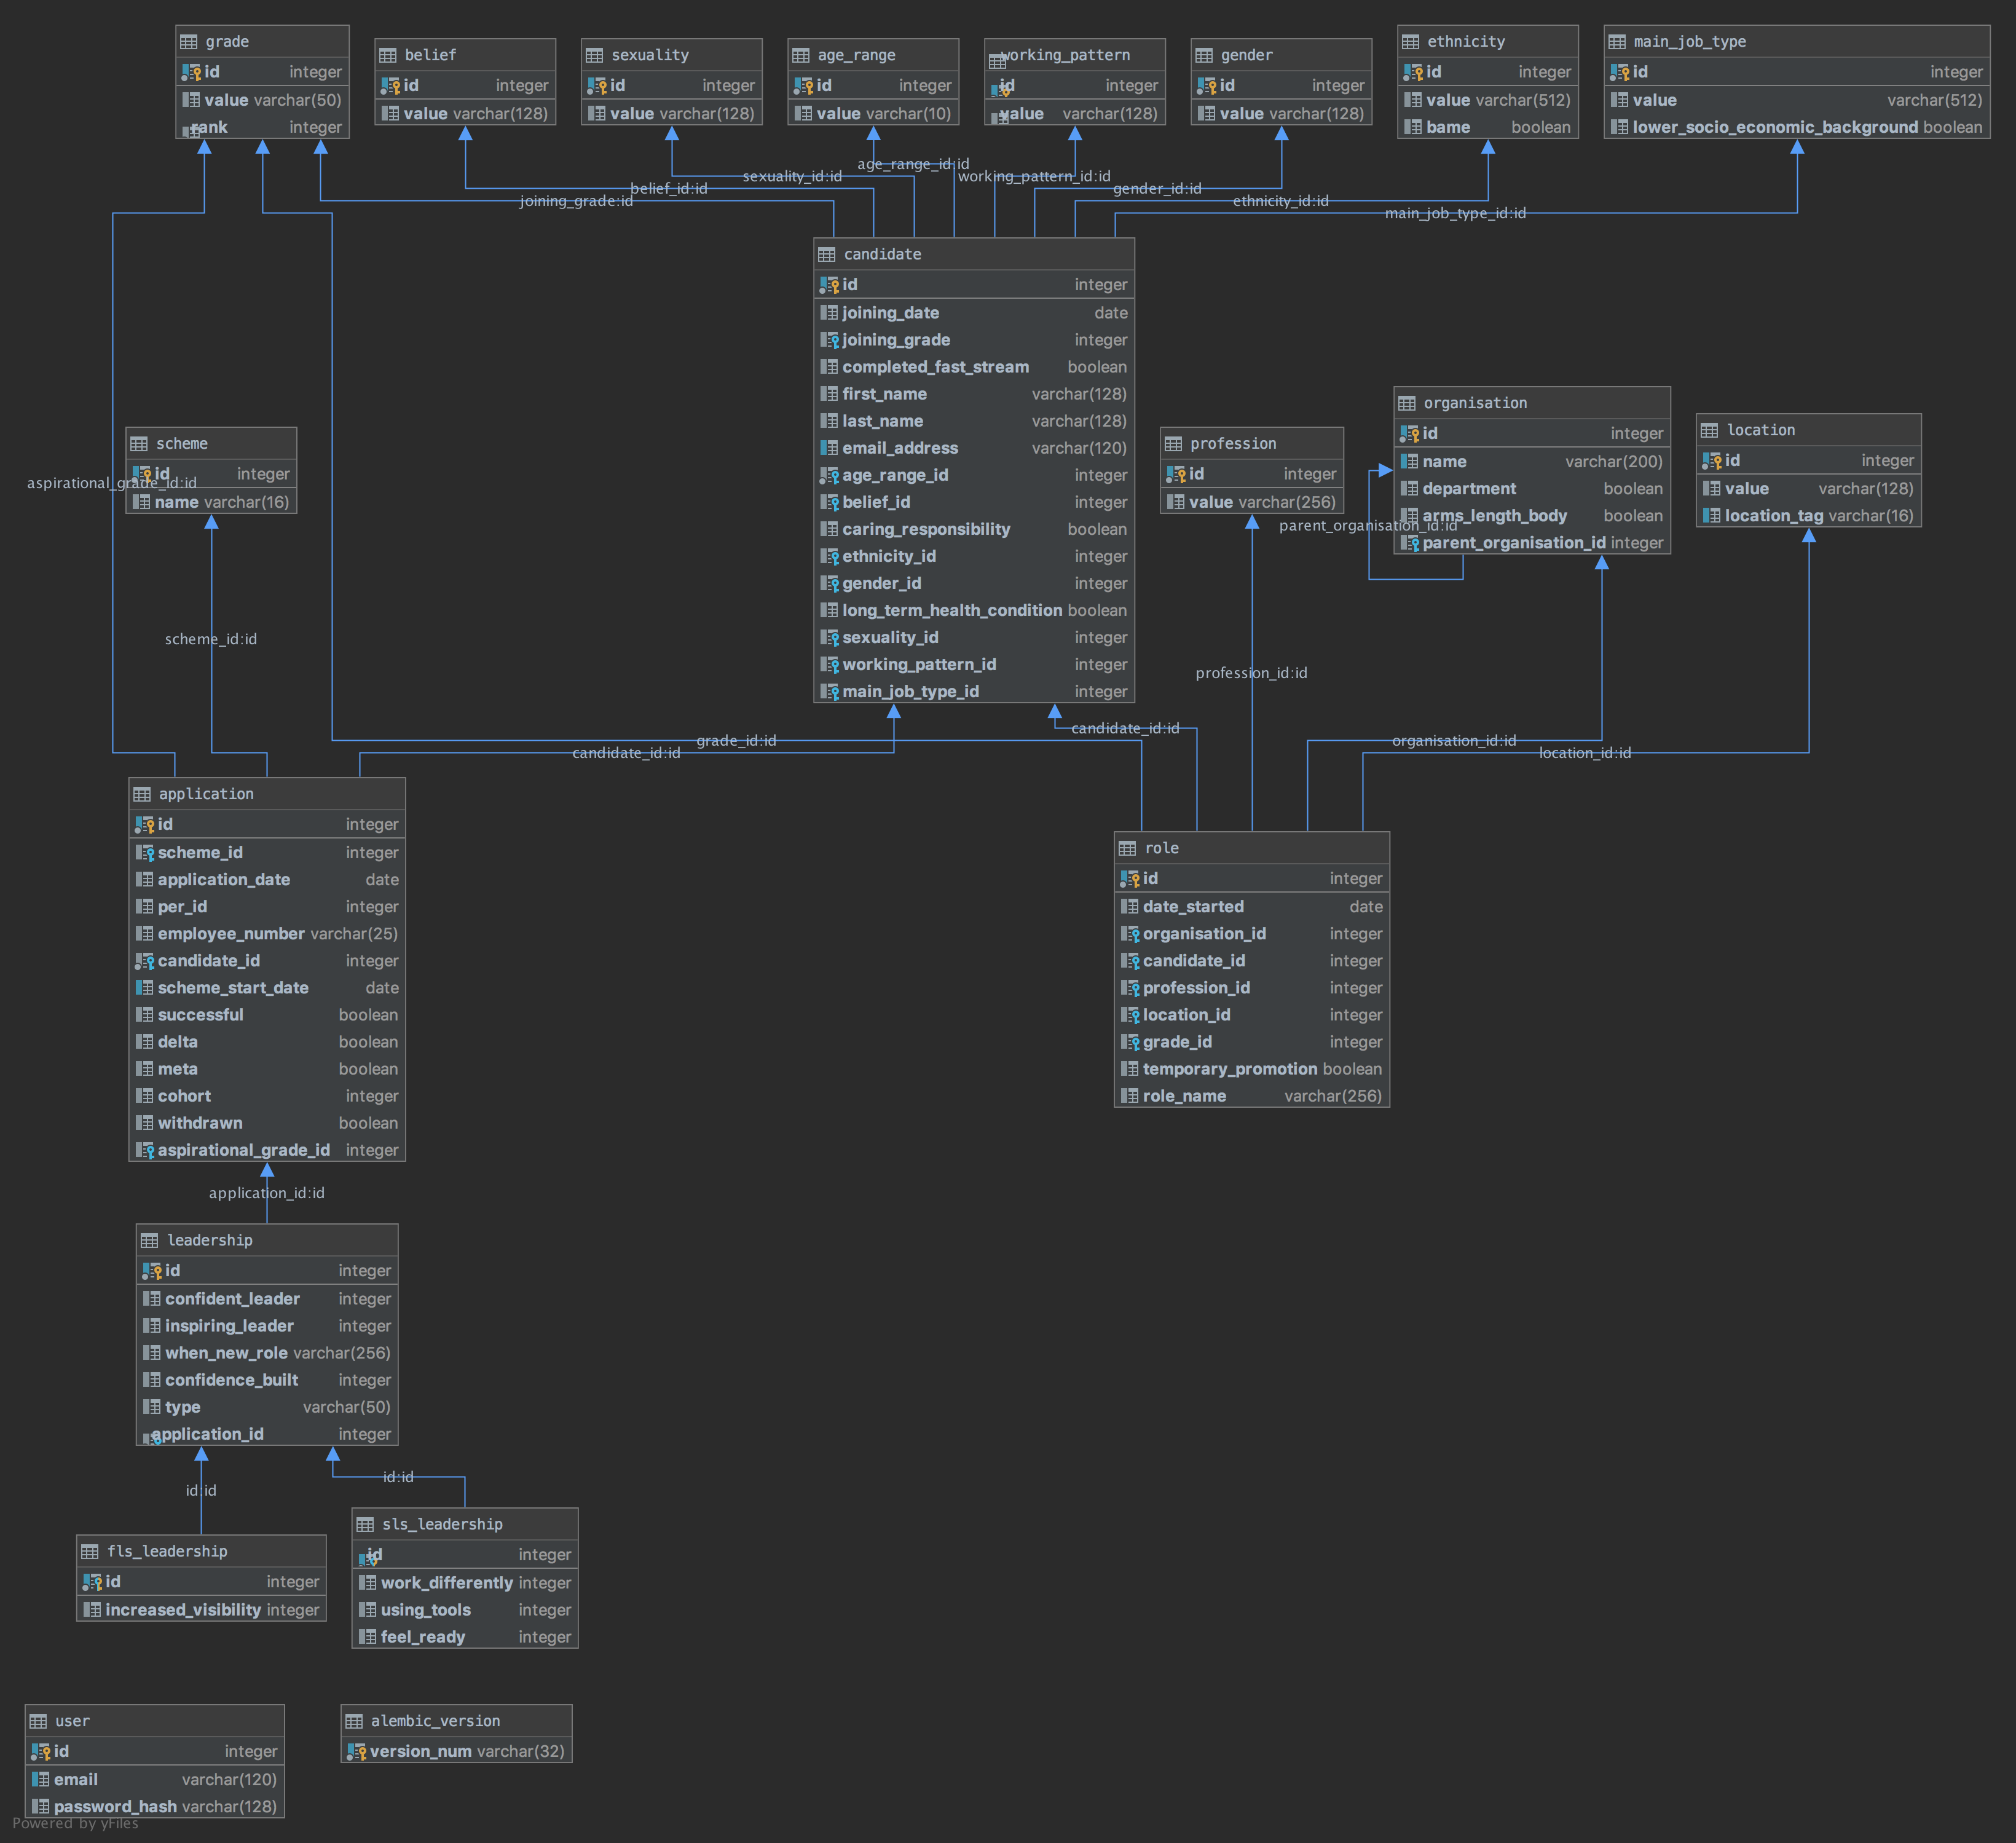 grade
id integer
value varchar(50)
rank integer
belief
id integer
value varchar(128)
sexuality
id integer
value varchar(128)
age_range
id integer
value varchar(10)
working_pattern
id integer
value varchar(128)
gender
id integer
value varchar(128)
ethnicity
id integer
value varchar(512)
bame boolean
main_job_type
id integer
value varchar(512)
lower_socio_economic_background boolean
age_range_id:id
sexuality_id:id
working_pattern_id:id
belief_id:id
gender_id:id
joining_grade:id
ethnicity_id:id
main_job_type_id:id
candidate
id integer
joining_date date
joining_grade integer
completed_fast_stream boolean
first_name varchar(128)
last_name varchar(128)
email_address varchar(120)
age_range_id integer
belief_id integer
caring_responsibility boolean
ethnicity_id integer
gender_id integer
long_term_health_condition boolean
sexuality_id integer
working_pattern_id integer
main_job_type_id integer
scheme
id integer
name varchar(16)
aspirational_grade_id:id
profession
id integer
value varchar(256)
organisation
id integer
name varchar(200)
department boolean
arms_length_body boolean
parent_organisation_id integer
parent_organisation_id:id
location
id integer
value varchar(128)
location_tag varchar(16)
scheme_id:id
profession_id:id
candidate_id:id
grade_id:id
candidate_id:id
organisation_id:id
location_id:id
application
id integer
scheme_id integer
application_date date
per_id integer
employee_number varchar(25)
candidate_id integer
scheme_start_date date
successful boolean
delta boolean
meta boolean
cohort integer
withdrawn boolean
aspirational_grade_id integer
role
id integer
date_started date
organisation_id integer
candidate_id integer
profession_id integer
location_id integer
grade_id integer
temporary_promotion boolean
role_name varchar(256)
application_id:id
leadership
id integer
confident_leader integer
inspiring_leader integer
when_new_role varchar(256)
confidence_built integer
type varchar(50)
application_id integer
id:id
id:id
fls_leadership
id integer
increased_visibility integer
sls_leadership
id integer
work_differently integer
using_tools integer
feel_ready integer
user
id integer
email varchar(120)
password_hash varchar(128)
alembic_version
version_num varchar(32)
Powered by yFiles